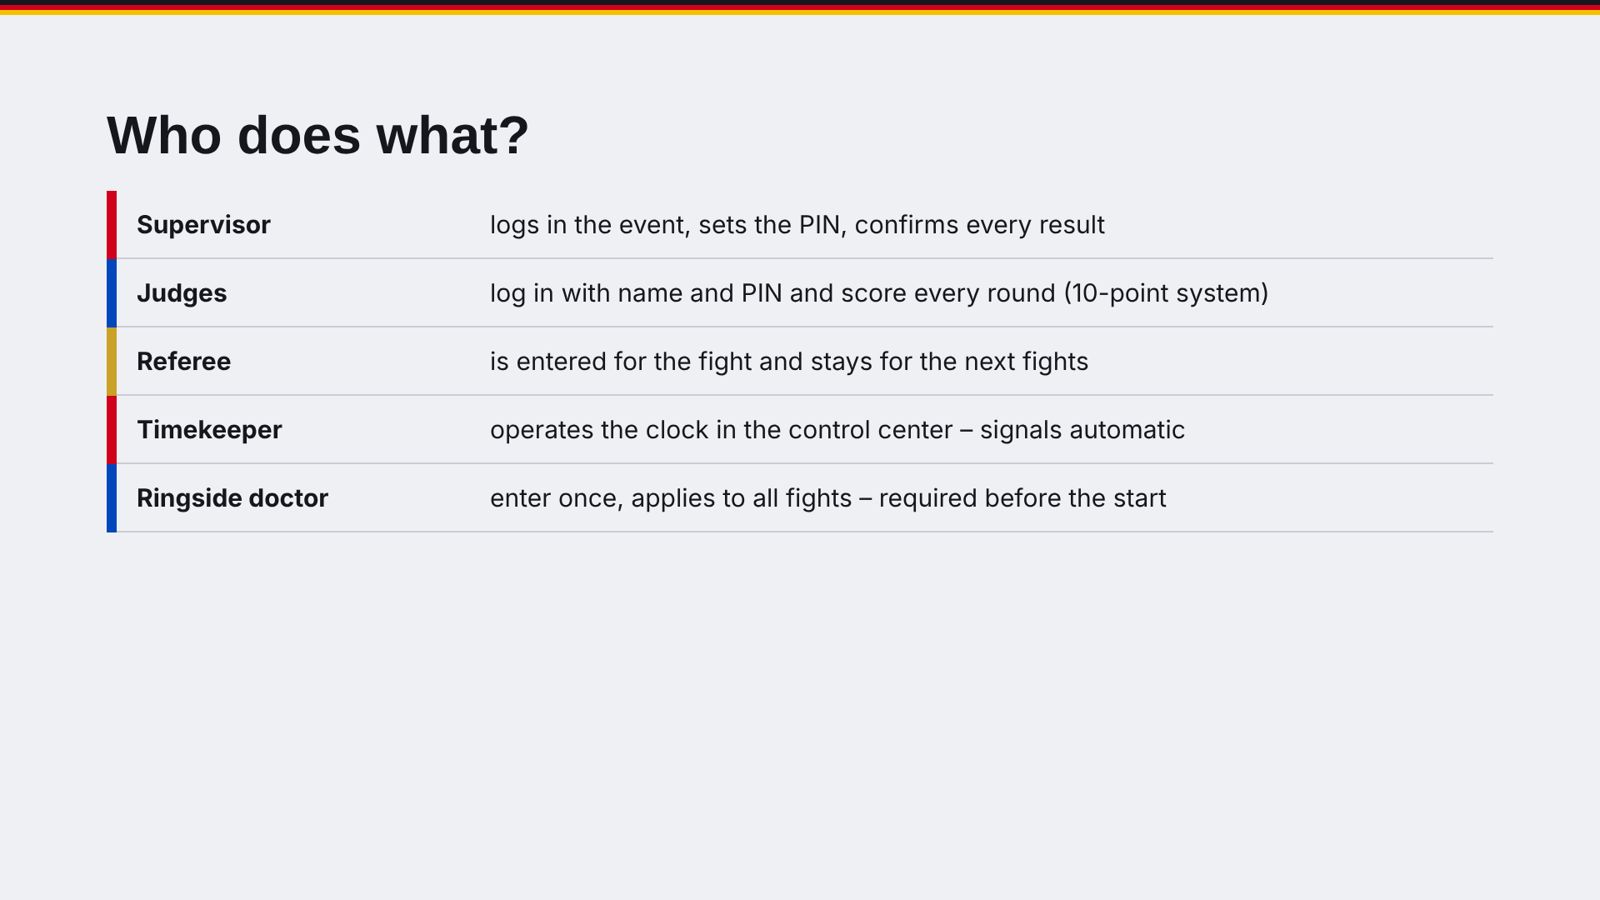 Who does what?
Supervisor logs in the event, sets the PIN, confirms every result
Judges log in with name and PIN and score every round (10-point system)
Referee is entered for the fight and stays for the next fights
Timekeeper operates the clock in the control center – signals automatic
Ringside doctor enter once, applies to all fights – required before the start